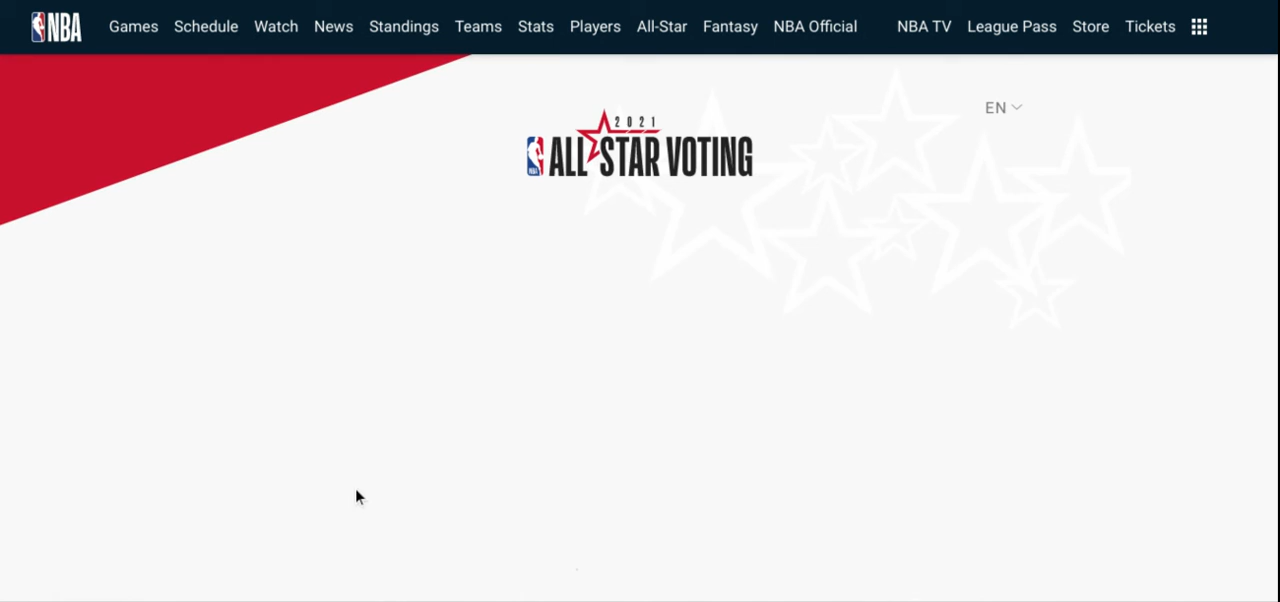 NBA Games Schedule Watch News Standings Teams Stats Players All-Star Fantasy NBA Official NBA TV League Pass Store Tickets
EN
2021
NBA ALL STAR VOTING